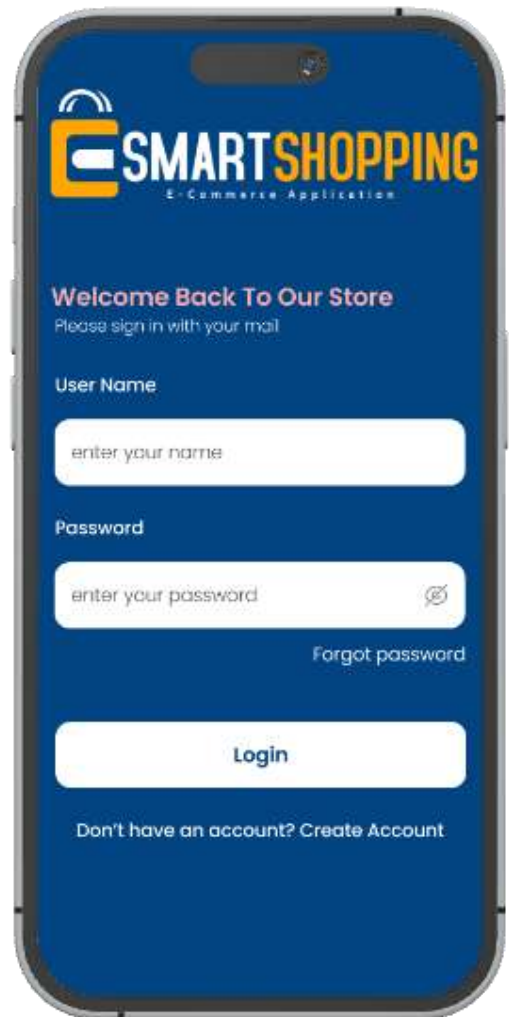 SMARTSHOPPING
E-Commerse Application
Welcome Back To Our Store
Please sign in with your mail
User Name
enter your name
Password
enter your password
Forgot password
Login
Don't have an account? Create Account